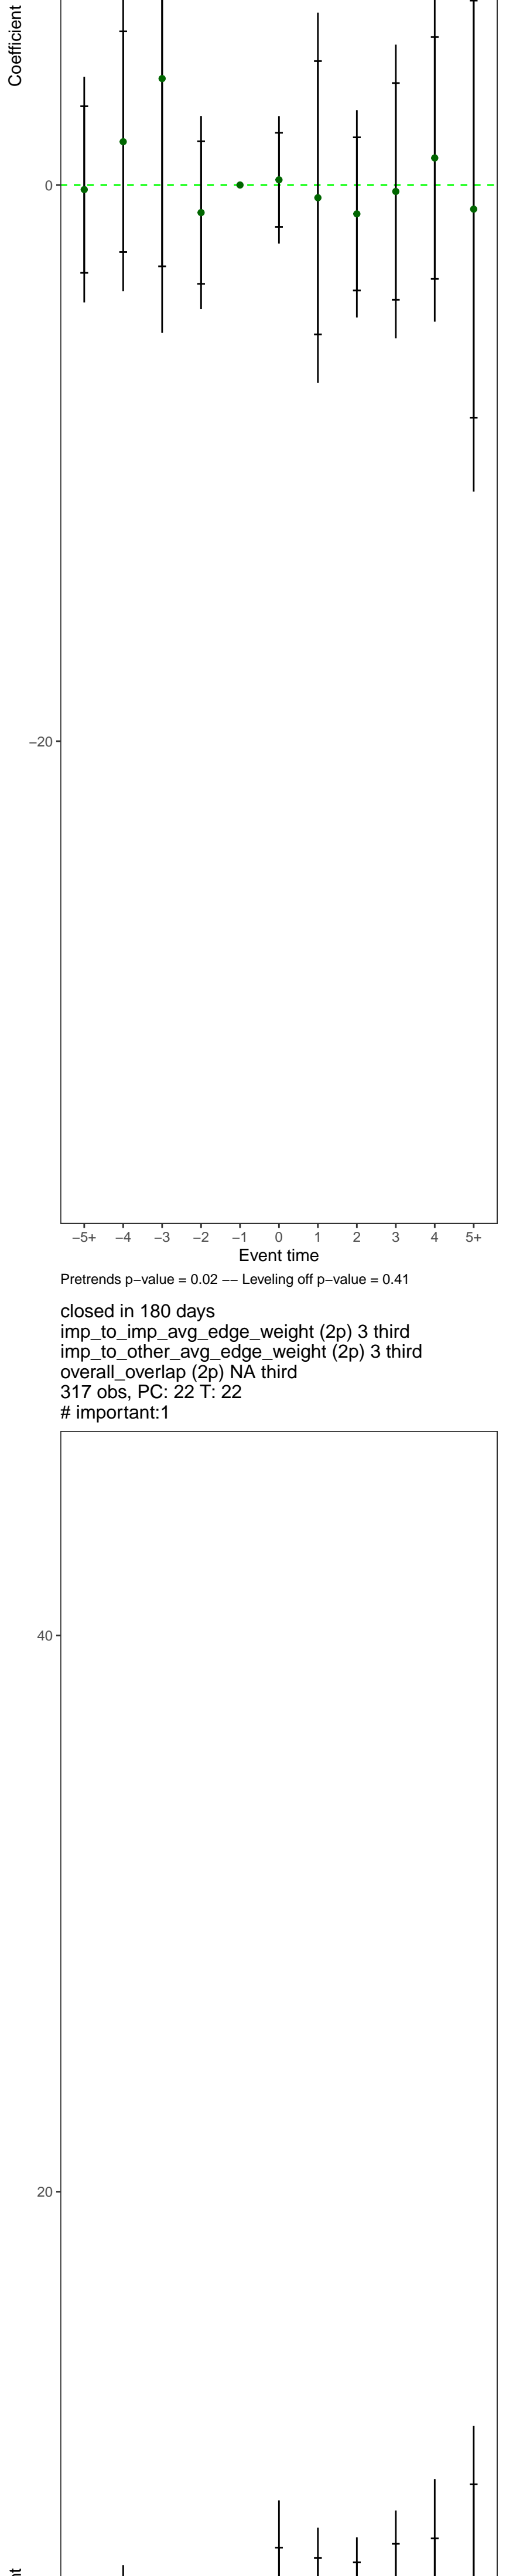 Coefficient
0
−20
−5+ −4 −3 −2 −1 0 1 2 3 4 5+
Event time
Pretrends p−value = 0.02 −− Leveling off p−value = 0.41
closed in 180 days
imp_to_imp_avg_edge_weight (2p) 3 third
imp_to_other_avg_edge_weight (2p) 3 third
overall_overlap (2p) NA third
317 obs, PC: 22 T: 22
# important:1
40
20